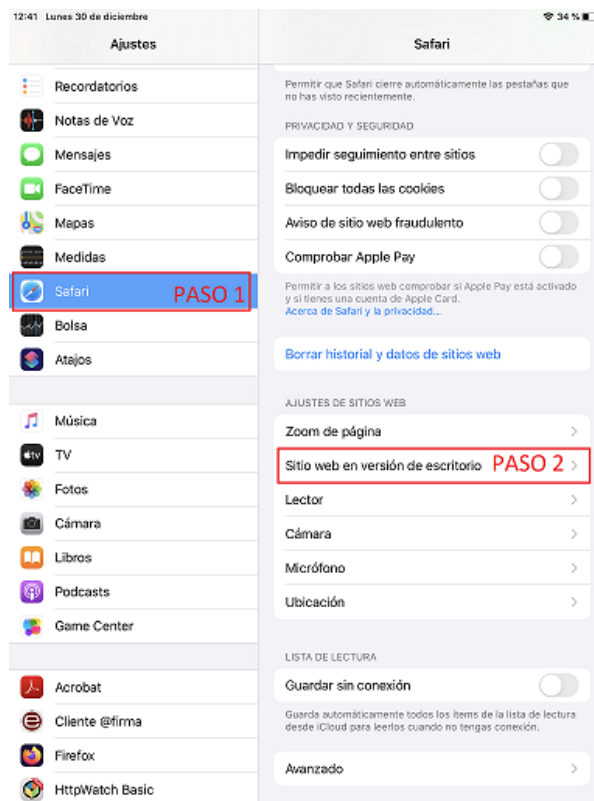 12:41 Lunes 30 de diciembre
34 %
Ajustes
Recordatorios
Notas de Voz
Mensajes
FaceTime
Mapas
Medidas
Safari PASO 1
Bolsa
Atajos
Música
tv TV
Fotos
Cámara
Libros
Podcasts
Game Center
Acrobat
Cliente @firma
Firefox
HttpWatch Basic
Safari
Permitir que Safari cierre automáticamente las pestañas que
no has visto recientemente.
PRIVACIDAD Y SEGURIDAD
Impedir seguimiento entre sitios
Bloquear todas las cookies
Aviso de sitio web fraudulento
Comprobar Apple Pay
Permitir a los sitios web comprobar si Apple Pay está activado
y si tienes una cuenta de Apple Card.
Acerca de Safari y la privacidad...
Borrar historial y datos de sitios web
AJUSTES DE SITIOS WEB
Zoom de página
Sitio web en versión de escritorio PASO 2
Lector
Cámara
Micrófono
Ubicación
LISTA DE LECTURA
Guardar sin conexión
Guarda automáticamente todos los ítems de la lista de lectura
desde iCloud para leerlos cuando no tengas conexión.
Avanzado